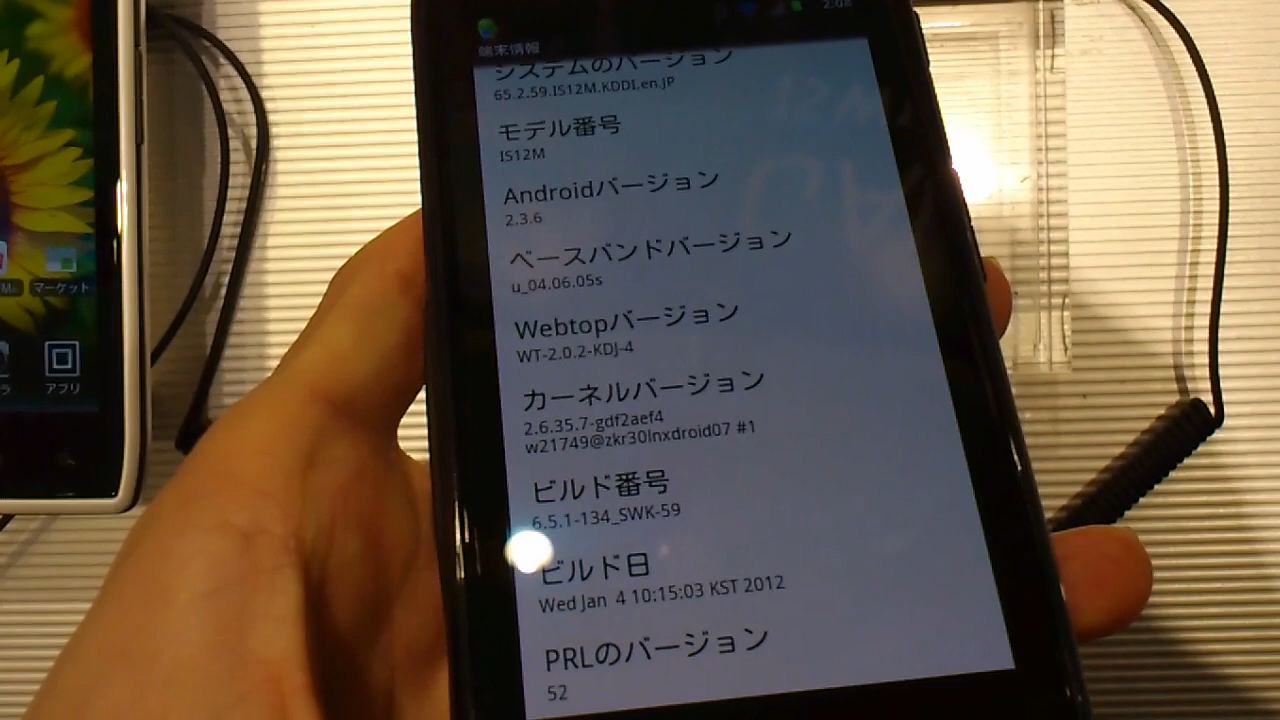 2:08
端末情報
システムのバージョン
65.2.59.IS12M.KDDI.en.JP
モデル番号
IS12M
Androidバージョン
2.3.6
ベースバンドバージョン
u_04.06.05s
Webtopバージョン
WT-2.0.2-KDJ-4
カーネルバージョン
2.6.35.7-gdf2aef4
w21749@zkr30lnxdroid07 #1
ビルド番号
6.5.1-134_SWK-59
ビルド日
Wed Jan 4 10:15:03 KST 2012
PRLのバージョン
52
マーケット
アプリ